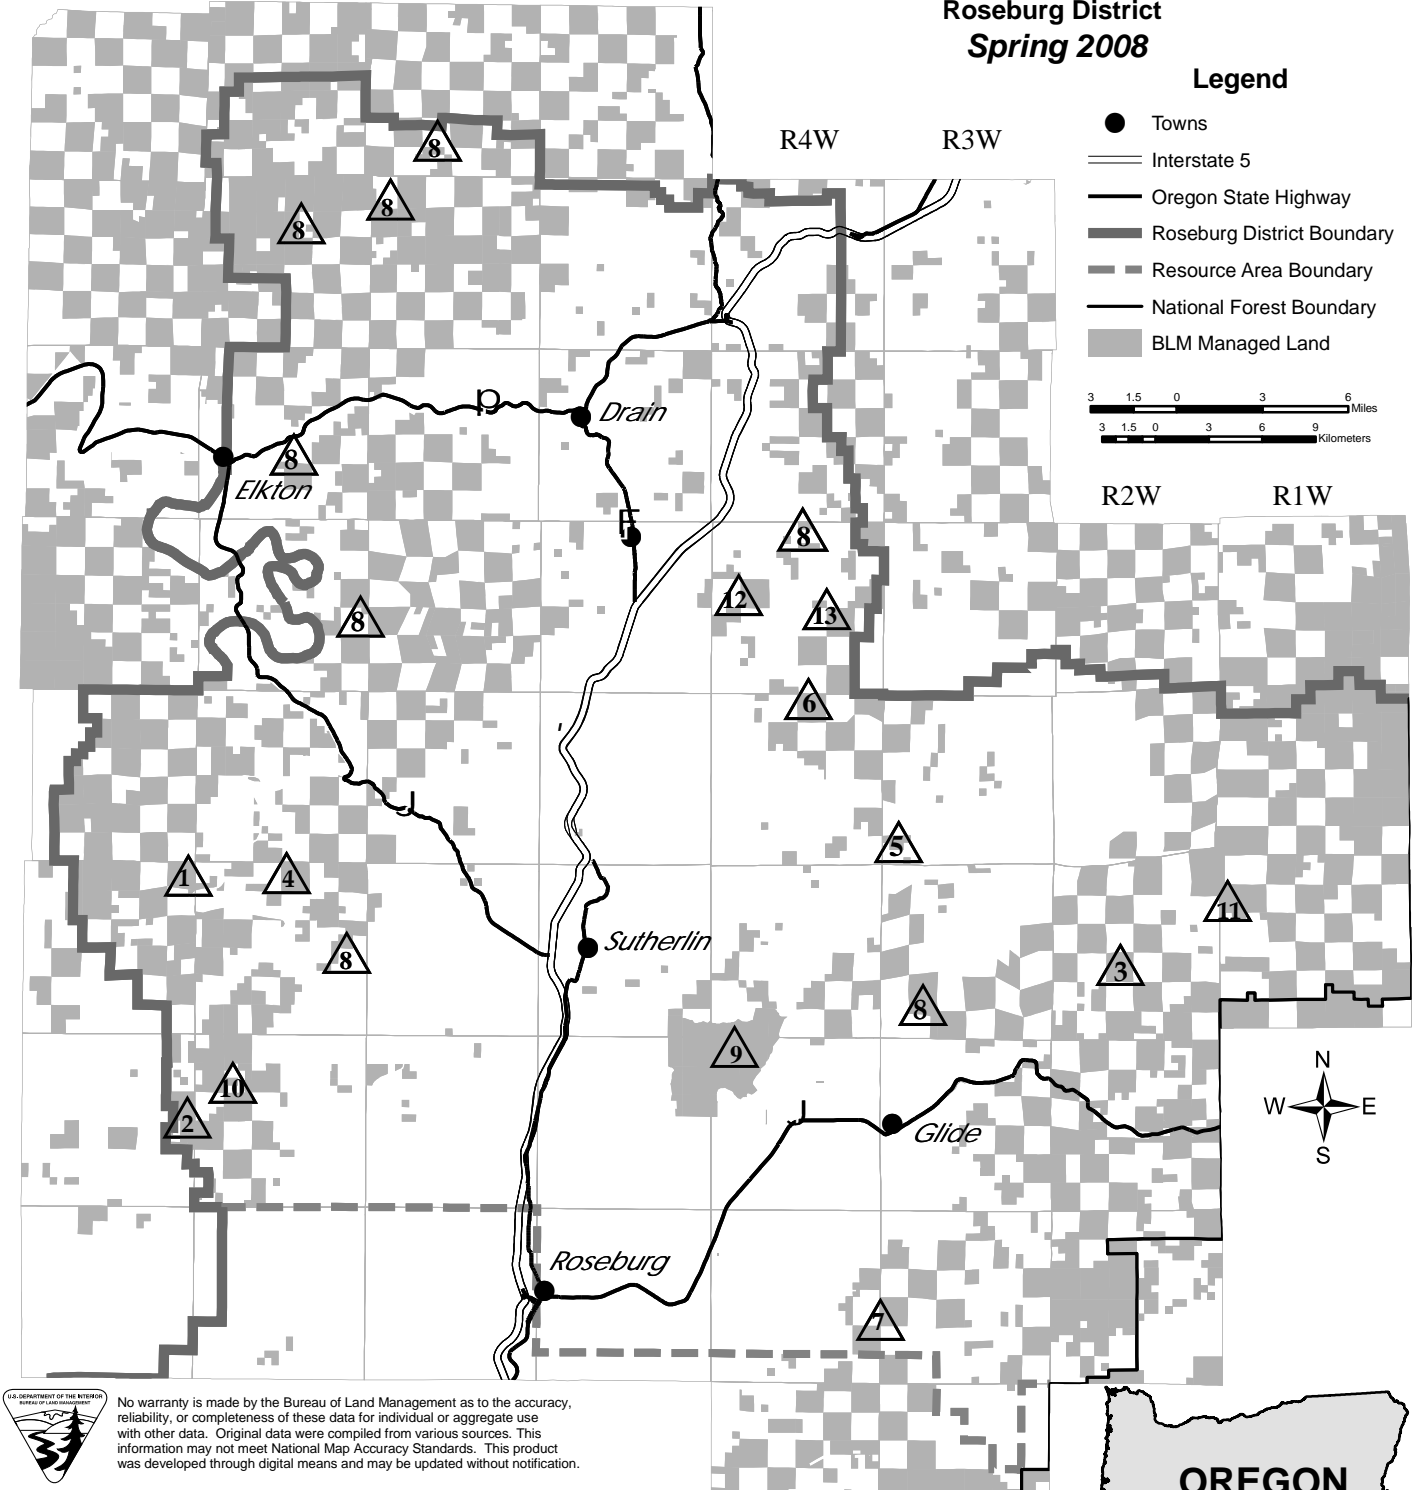 Roseburg District
Spring 2008
Legend
Towns
Interstate 5
Oregon State Highway
Roseburg District Boundary
Resource Area Boundary
National Forest Boundary
BLM Managed Land
3 1.5 0 3 6
Miles
3 1.5 0 3 6 9
Kilometers
R4W R3W
R2W R1W
8
8
8
p
Drain
8
Elkton
F
8
12
13
8
6
J
5
1
4
11
Sutherlin
8
3
8
9
10
2
J
Glide
N
W E
S
Roseburg
7
U.S. DEPARTMENT OF THE INTERIOR
BUREAU OF LAND MANAGEMENT
No warranty is made by the Bureau of Land Management as to the accuracy,
reliability, or completeness of these data for individual or aggregate use
with other data. Original data were compiled from various sources. This
information may not meet National Map Accuracy Standards. This product
was developed through digital means and may be updated without notification.
OREGON